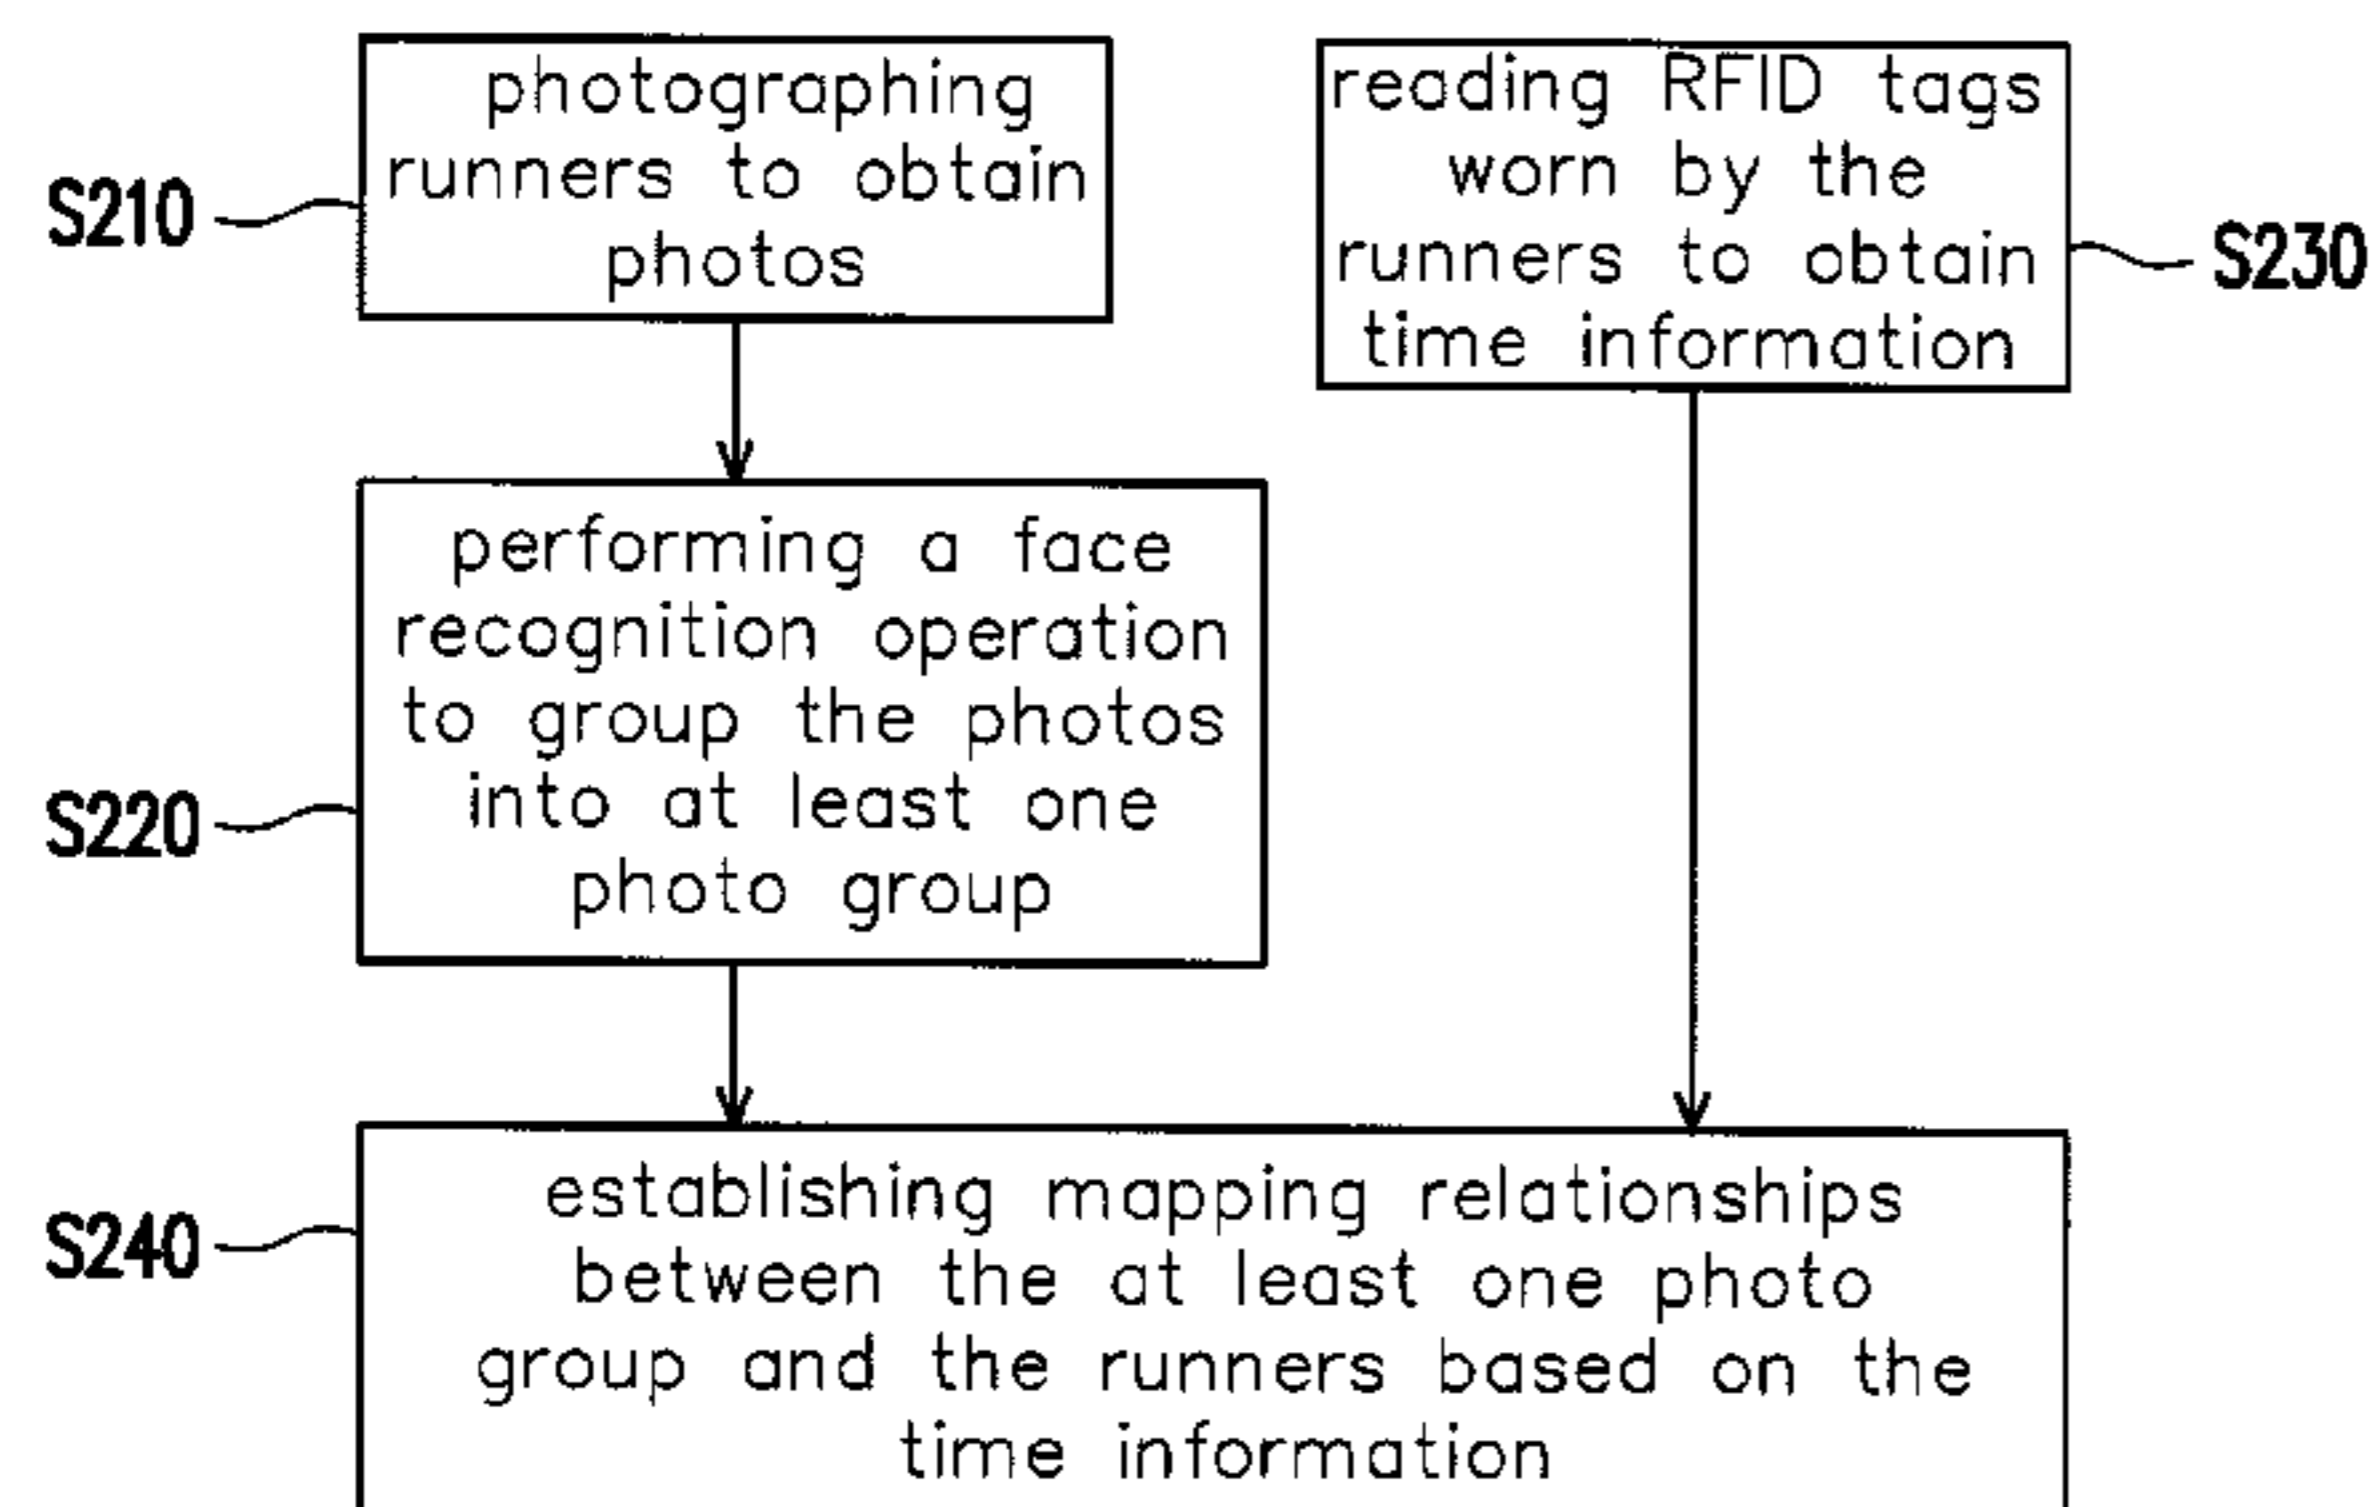 S210
photographing
runners to obtain
photos
reading RFID tags
worn by the
runners to obtain
time information
S230
S220
performing a face
recognition operation
to group the photos
into at least one
photo group
S240
establishing mapping relationships
between the at least one photo
group and the runners based on the
time information